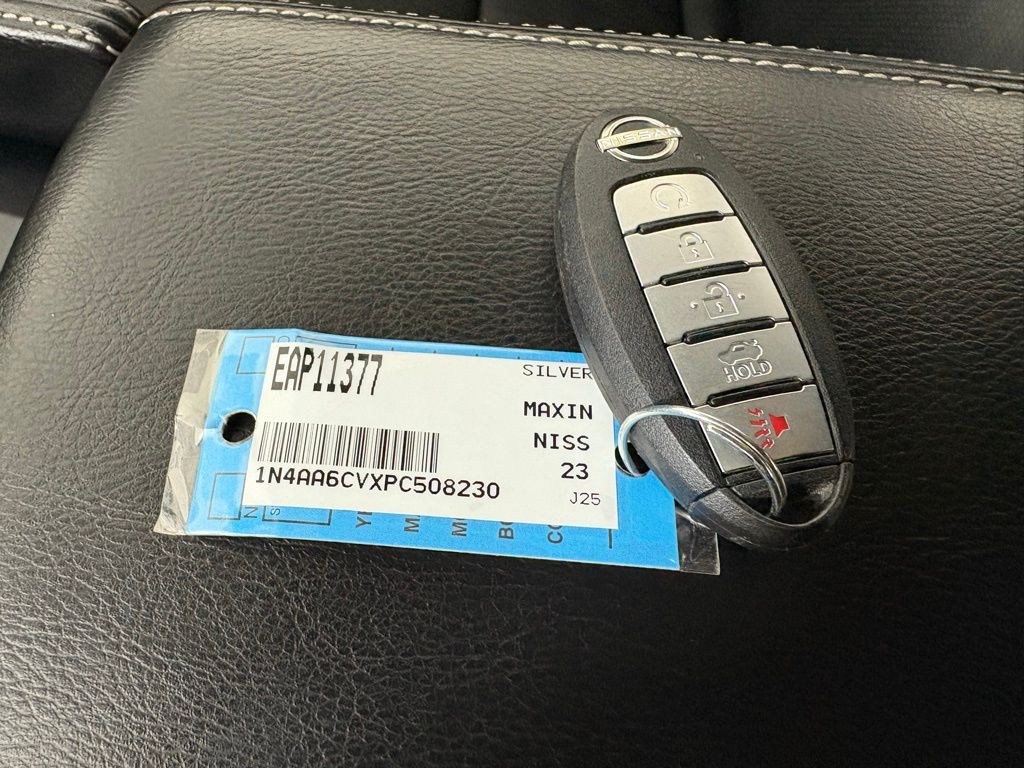 NISSAN
HOLD
EAP11377
SILVER
MAXIN
NISS
1N4AA6CVXPC508230
23
J25